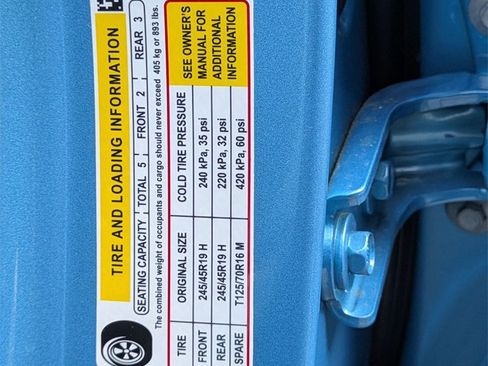 TIRE AND LOADING INFORMATION
SEATING CAPACITY TOTAL 5 FRONT 2 REAR 3
The combined weight of occupants and cargo should never exceed 405 kg or 893 lbs.
TIRE ORIGINAL SIZE COLD TIRE PRESSURE
FRONT 245/45R19 H 240 kPa, 35 psi
REAR 245/45R19 H 220 kPa, 32 psi
SPARE T125/70R16 M 420 kPa, 60 psi
SEE OWNER'S
MANUAL FOR
ADDITIONAL
INFORMATION